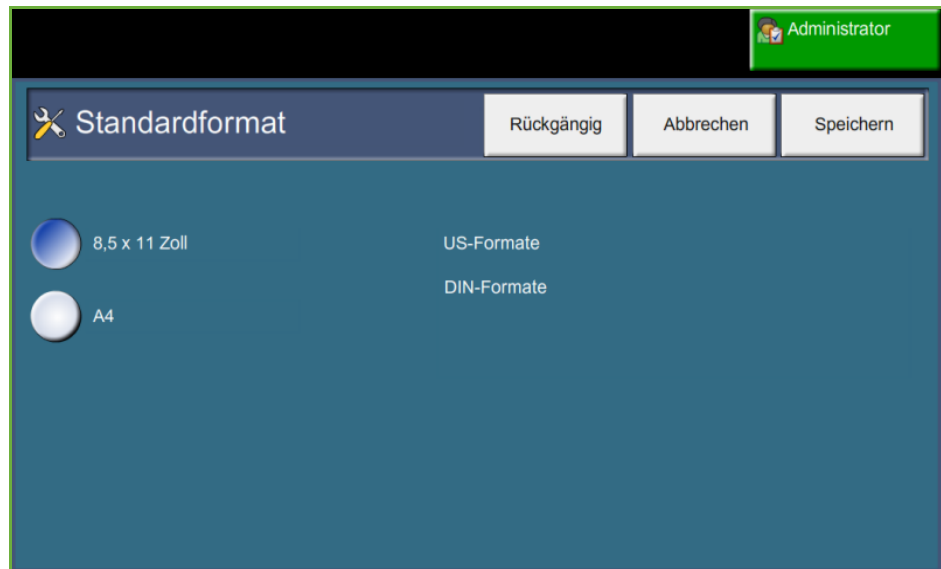 Administrator
Standardformat
Rückgängig
Abbrechen
Speichern
8,5 x 11 Zoll
US-Formate
DIN-Formate
A4